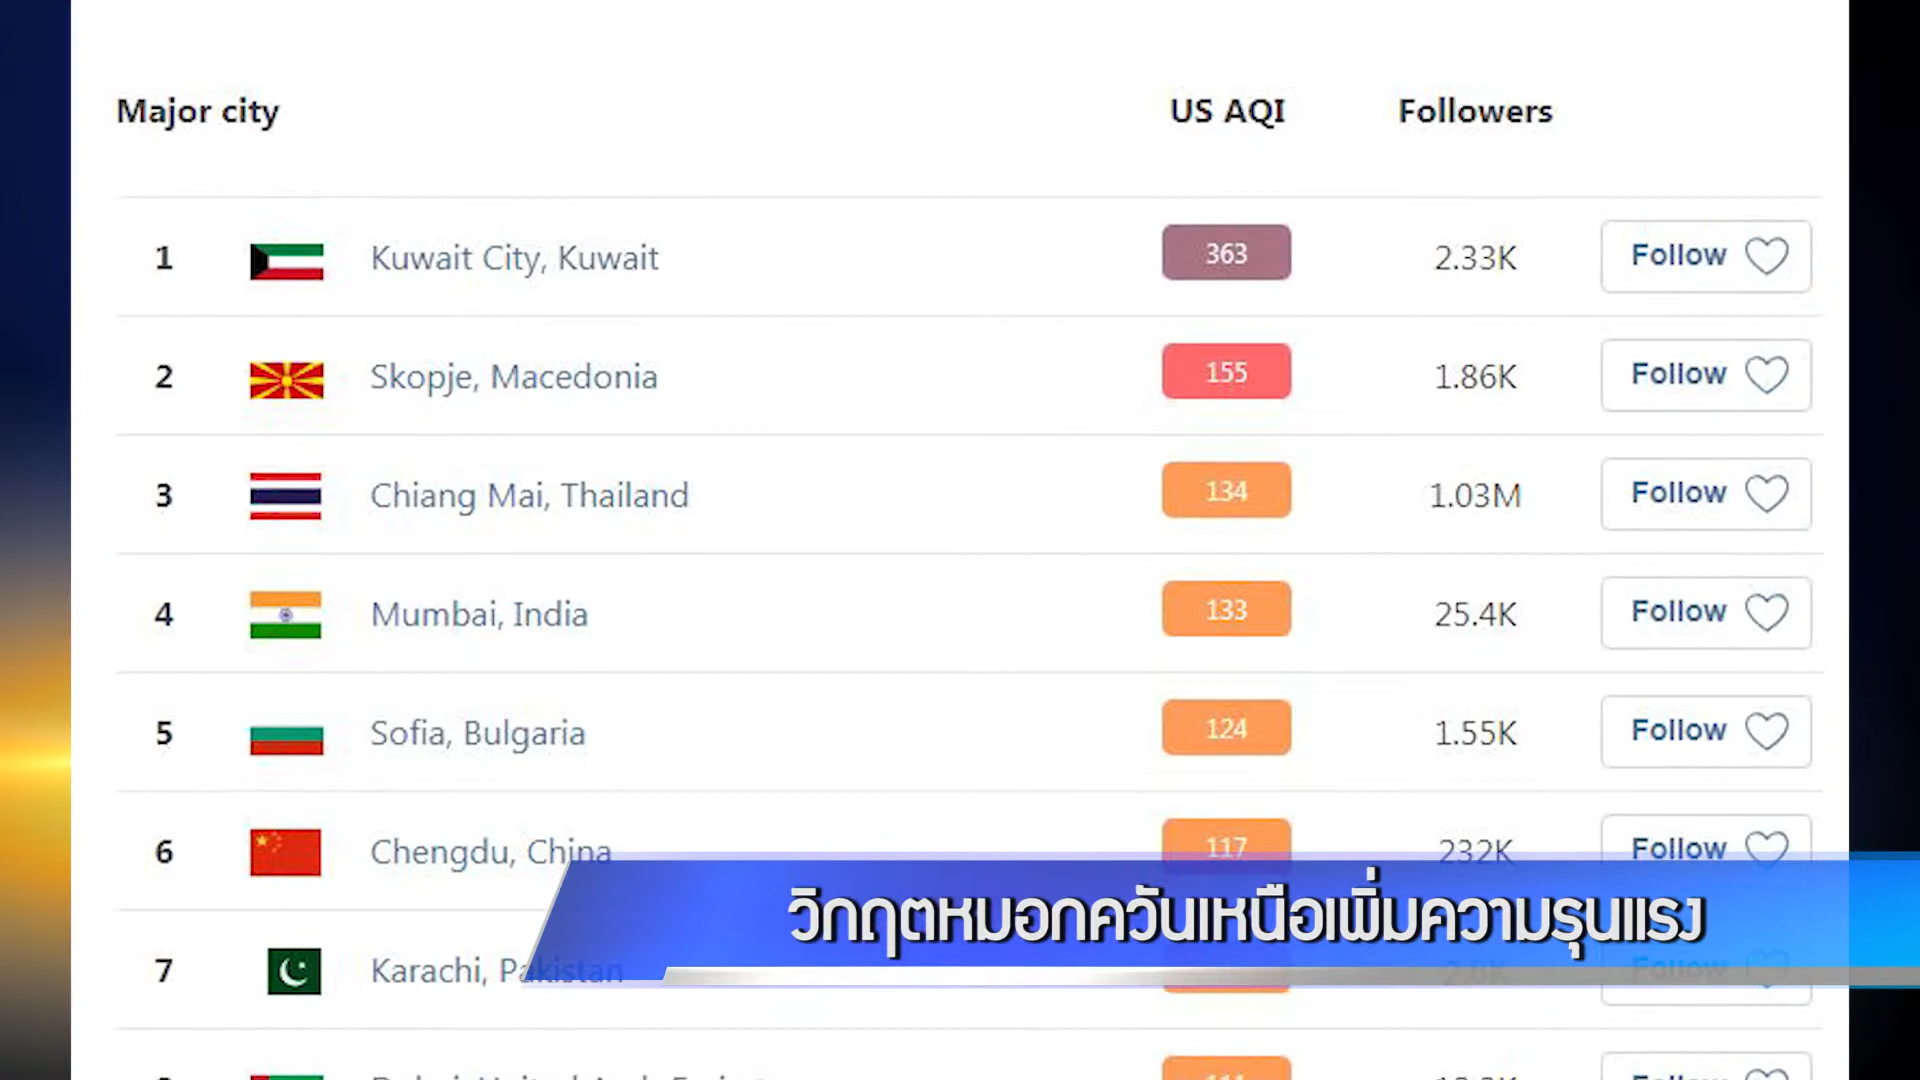 Major city US AQI Followers
1 Kuwait City, Kuwait 363 2.33K Follow
2 Skopje, Macedonia 155 1.86K Follow
3 Chiang Mai, Thailand 134 1.03M Follow
4 Mumbai, India 133 25.4K Follow
5 Sofia, Bulgaria 124 1.55K Follow
6 Chengdu, China 117 232K Follow
วิกฤตหมอกควันเหนือเพิ่มความรุนแรง
7 Karachi, Pakistan 2.8K Follow